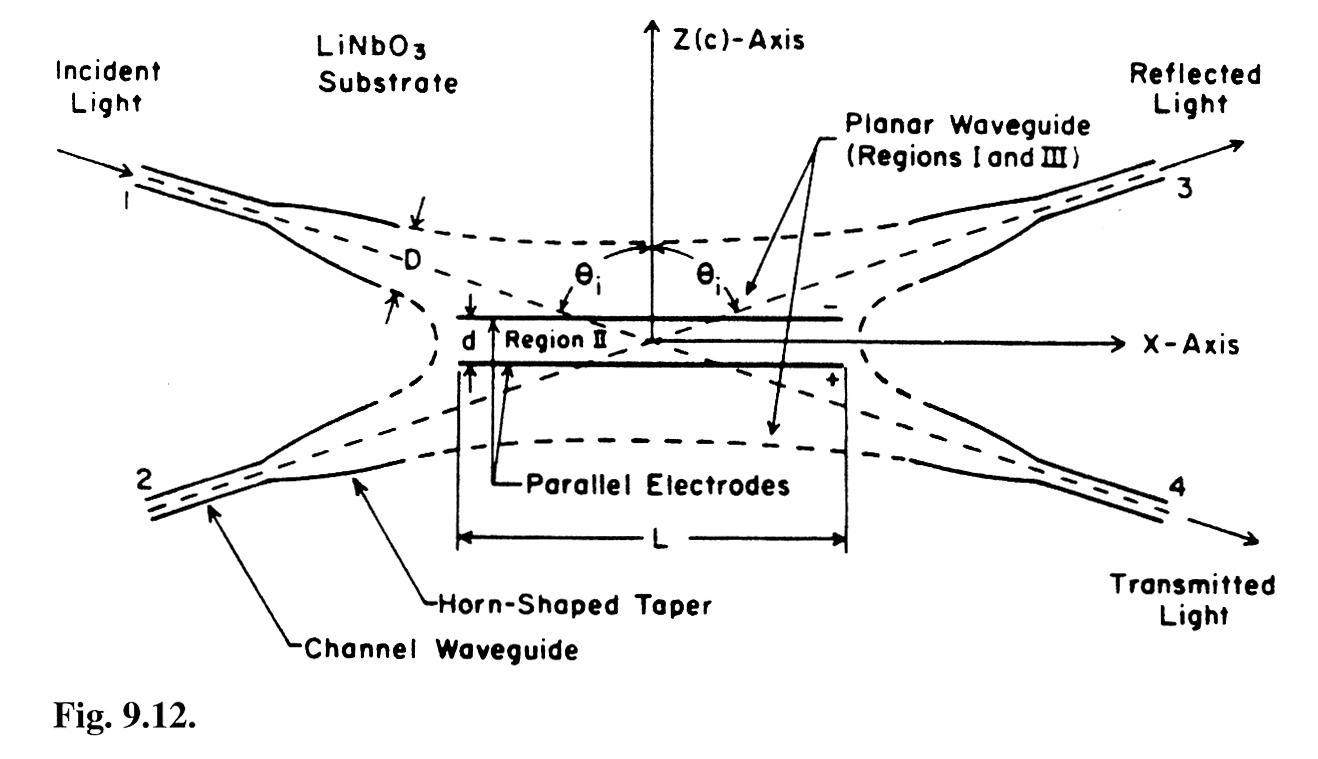 LiNbO3
Substrate
Z(c)-Axis
Incident
Light
Reflected
Light
Planar Waveguide
(Regions I and III)
1
3
D
θi
θi
-
d
Region II
X-Axis
+
2
4
Parallel Electrodes
L
Horn-Shaped Taper
Channel Waveguide
Transmitted
Light
Fig. 9.12.